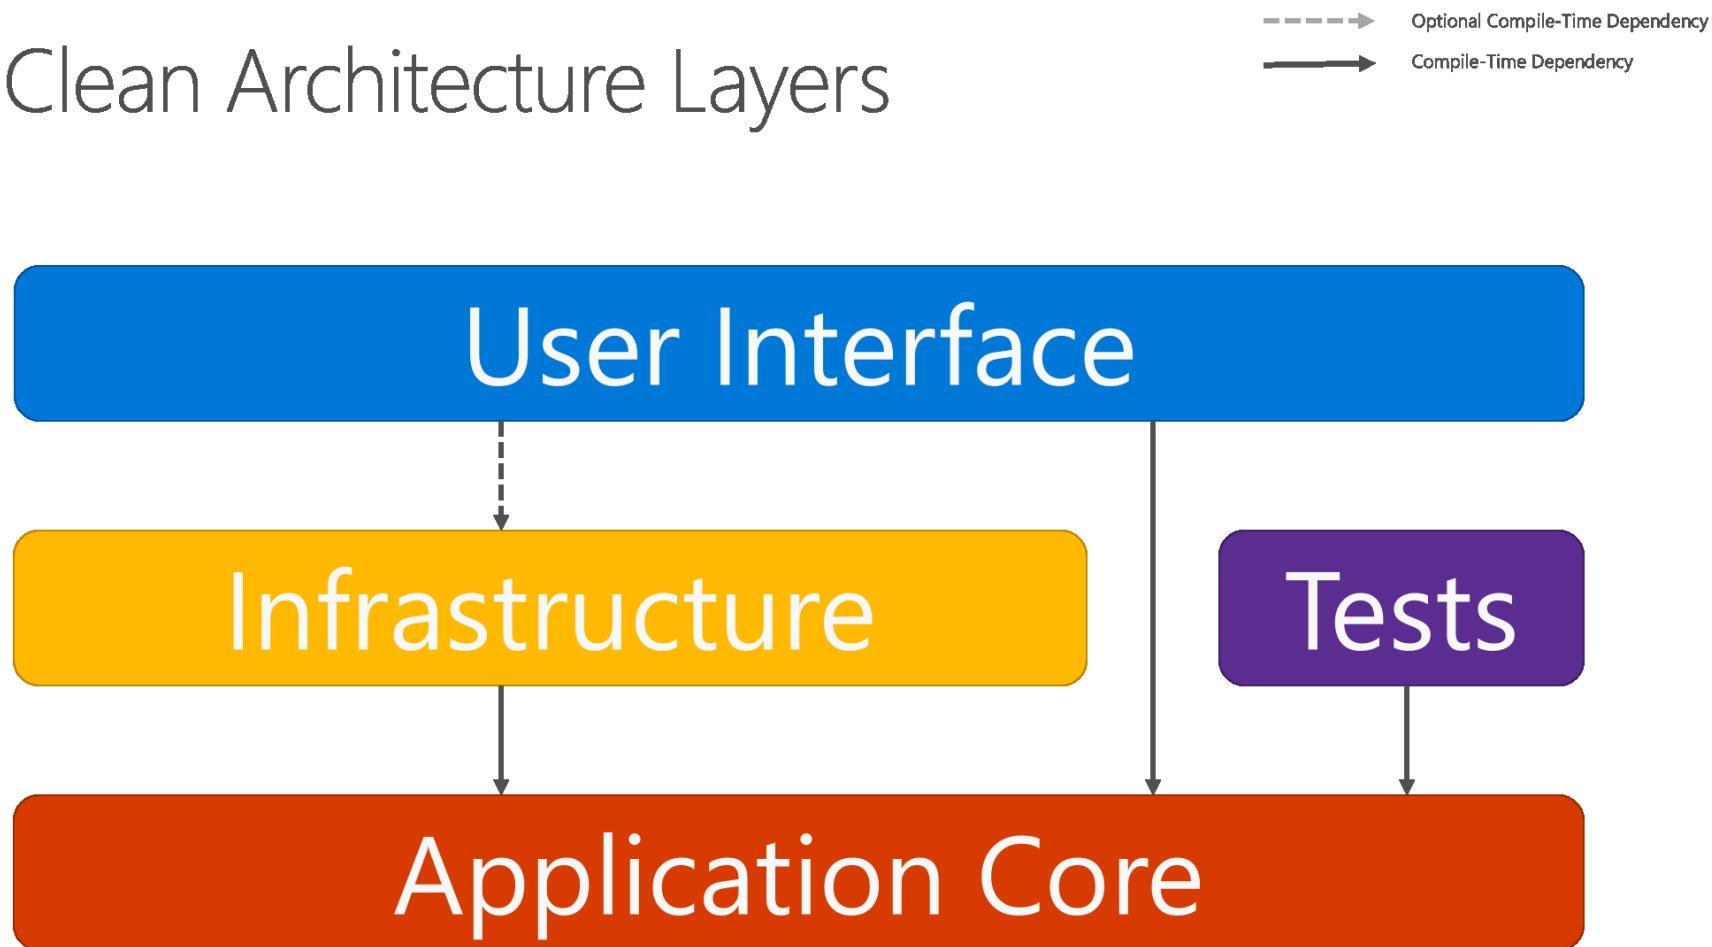 Clean Architecture Layers
Optional Compile-Time Dependency
Compile-Time Dependency
User Interface
Infrastructure
Tests
Application Core